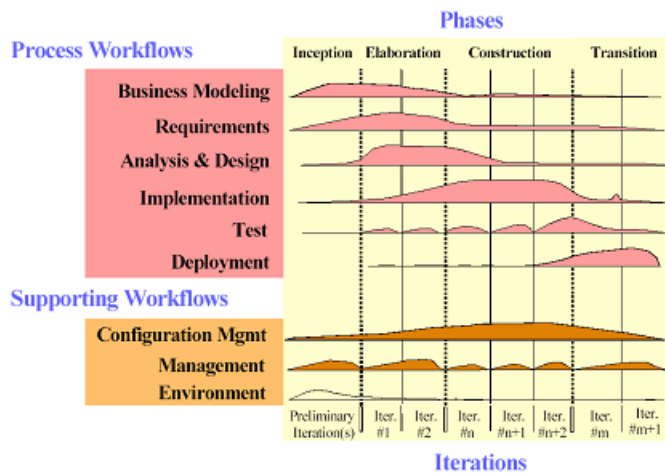 Phases
Process Workflows
Inception Elaboration Construction Transition
Business Modeling
Requirements
Analysis & Design
Implementation
Test
Deployment
Supporting Workflows
Configuration Mgmt
Management
Environment
Preliminary Iter. Iter. Iter. Iter. Iter. Iter. Iter.
Iteration(s) #1 #2 #n #n+1 #n+2 #m #m+1
Iterations